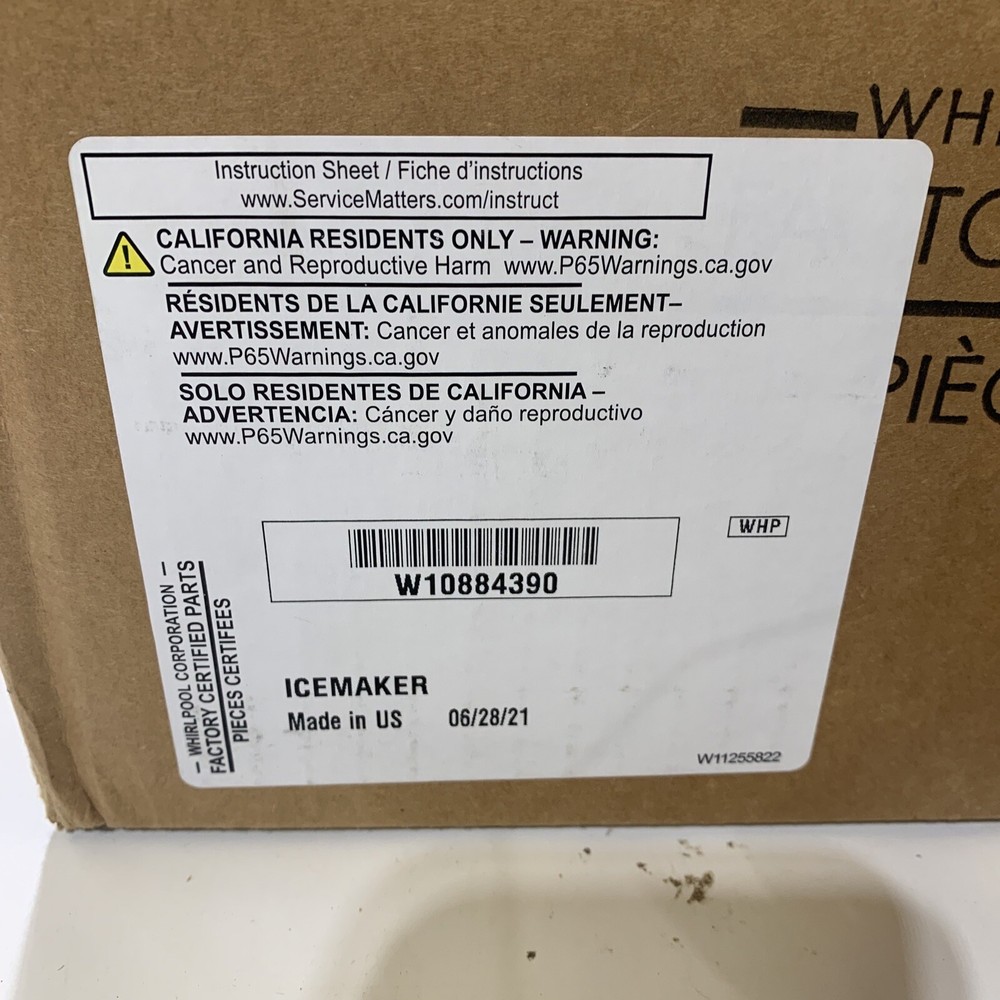 Instruction Sheet / Fiche d'instructions
www.ServiceMatters.com/instruct
CALIFORNIA RESIDENTS ONLY – WARNING:
Cancer and Reproductive Harm www.P65Warnings.ca.gov
RÉSIDENTS DE LA CALIFORNIE SEULEMENT–
AVERTISSEMENT: Cancer et anomales de la reproduction
www.P65Warnings.ca.gov
SOLO RESIDENTES DE CALIFORNIA –
ADVERTENCIA: Cáncer y daño reproductivo
www.P65Warnings.ca.gov
WHP
W10884390
– WHIRLPOOL CORPORATION –
FACTORY CERTIFIED PARTS
PIECES CERTIFEES
ICEMAKER
Made in US 06/28/21
W11255822
WH
TO
PIÈC